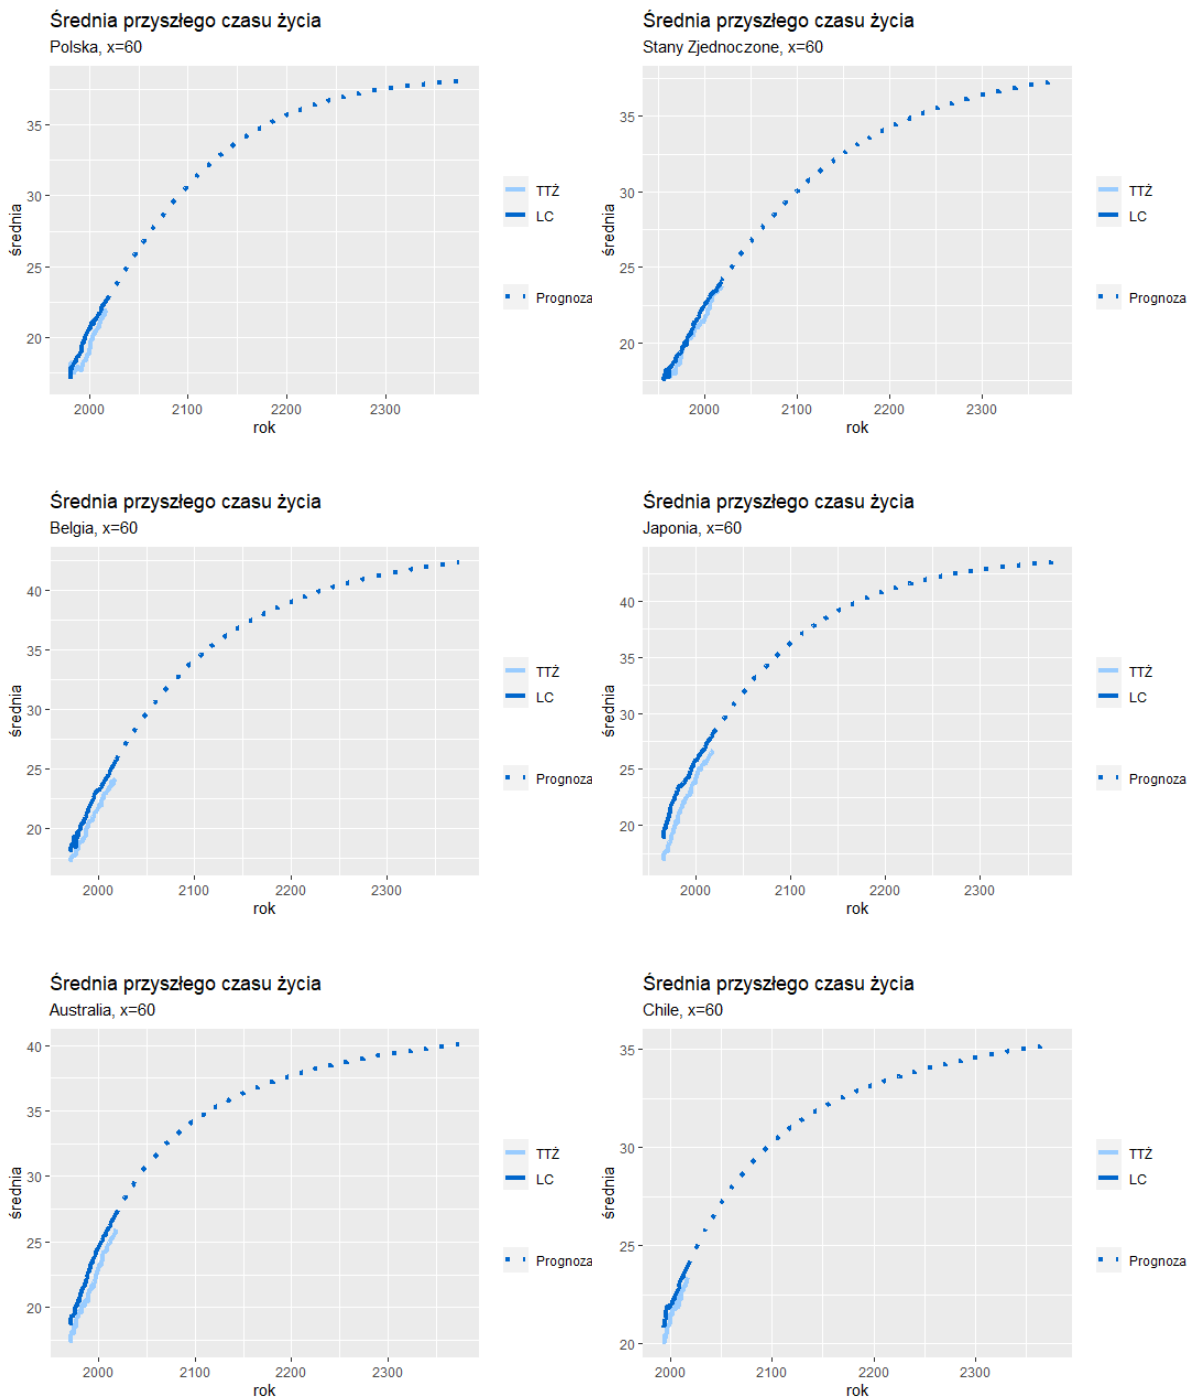 Średnia przyszłego czasu życia
Polska, x=60
średnia
35
30
25
20
2000
2100
2200
2300
rok
TTŻ
LC
Prognoza
Średnia przyszłego czasu życia
Stany Zjednoczone, x=60
średnia
35
30
25
20
2000
2100
2200
2300
rok
TTŻ
LC
Prognoza
Średnia przyszłego czasu życia
Belgia, x=60
średnia
40
35
30
25
20
2000
2100
2200
2300
rok
TTŻ
LC
Prognoza
Średnia przyszłego czasu życia
Japonia, x=60
średnia
40
35
30
25
20
2000
2100
2200
2300
rok
TTŻ
LC
Prognoza
Średnia przyszłego czasu życia
Australia, x=60
średnia
40
35
30
25
20
2000
2100
2200
2300
rok
TTŻ
LC
Prognoza
Średnia przyszłego czasu życia
Chile, x=60
średnia
35
30
25
20
2000
2100
2200
2300
rok
TTŻ
LC
Prognoza